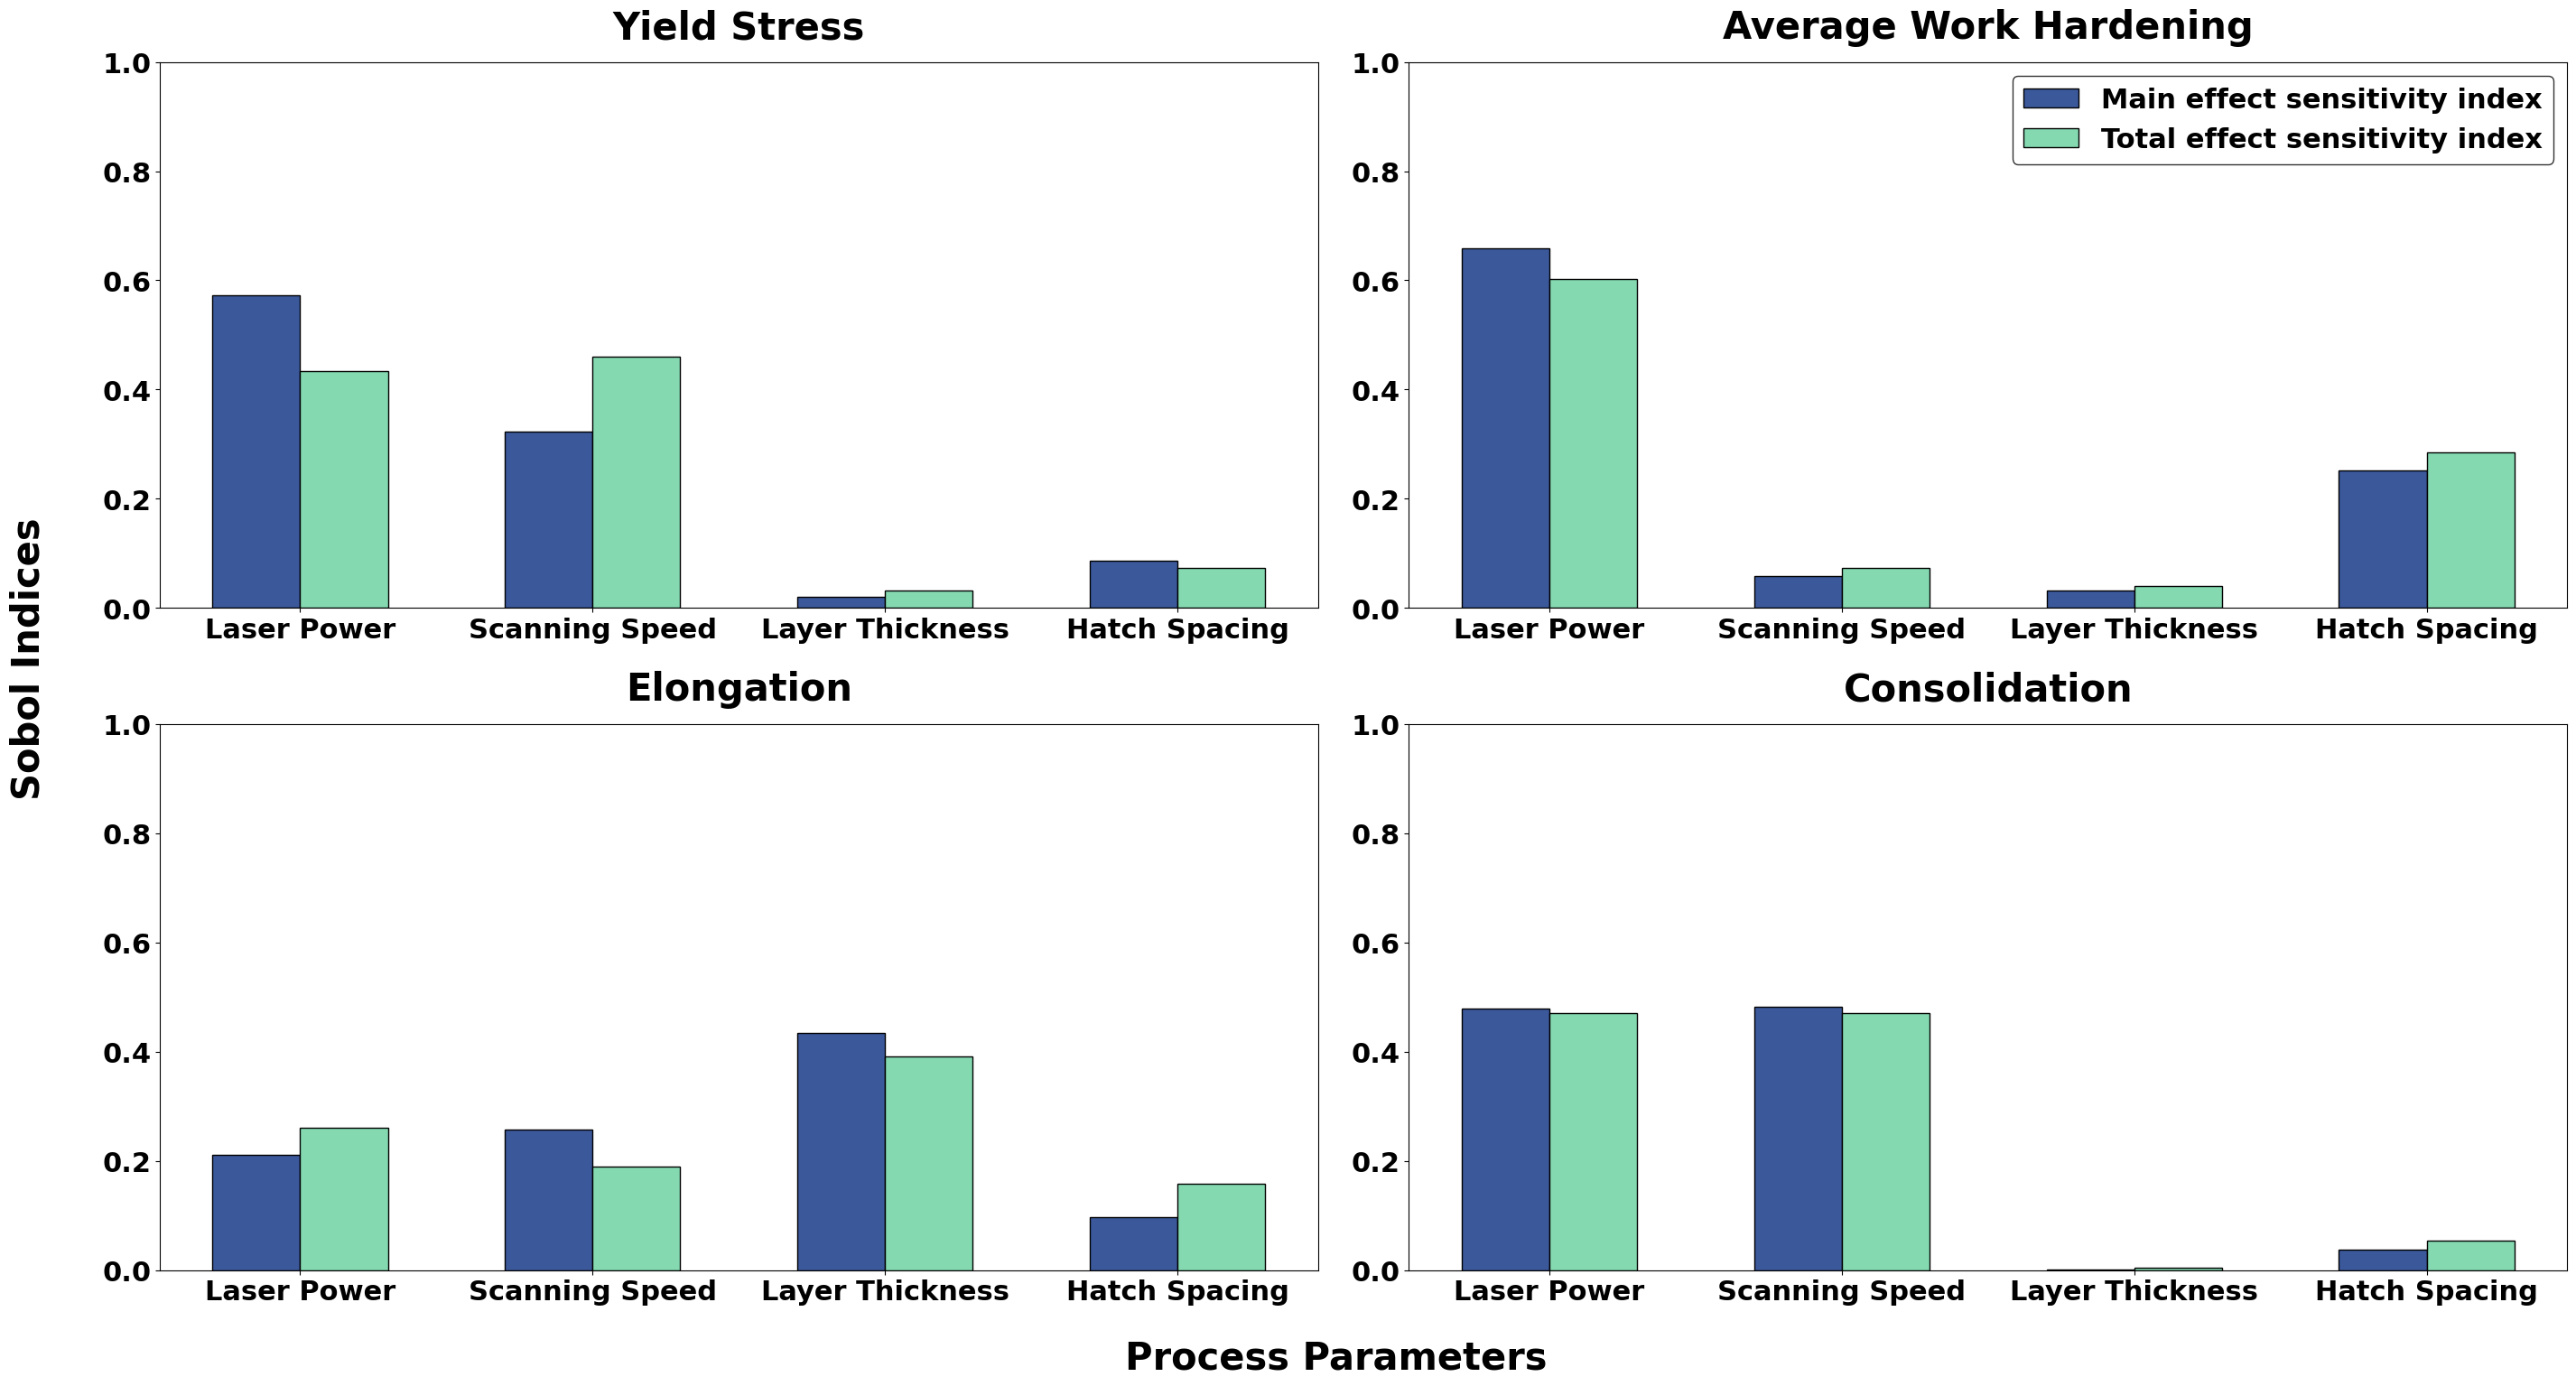 Yield Stress
1.0
0.8
0.6
0.4
0.2
0.0
Laser Power Scanning Speed Layer Thickness Hatch Spacing
Average Work Hardening
Main effect sensitivity index
Total effect sensitivity index
1.0
0.8
0.6
0.4
0.2
0.0
Laser Power Scanning Speed Layer Thickness Hatch Spacing
Sobol Indices
Elongation
1.0
0.8
0.6
0.4
0.2
0.0
Laser Power Scanning Speed Layer Thickness Hatch Spacing
Consolidation
1.0
0.8
0.6
0.4
0.2
0.0
Laser Power Scanning Speed Layer Thickness Hatch Spacing
Process Parameters